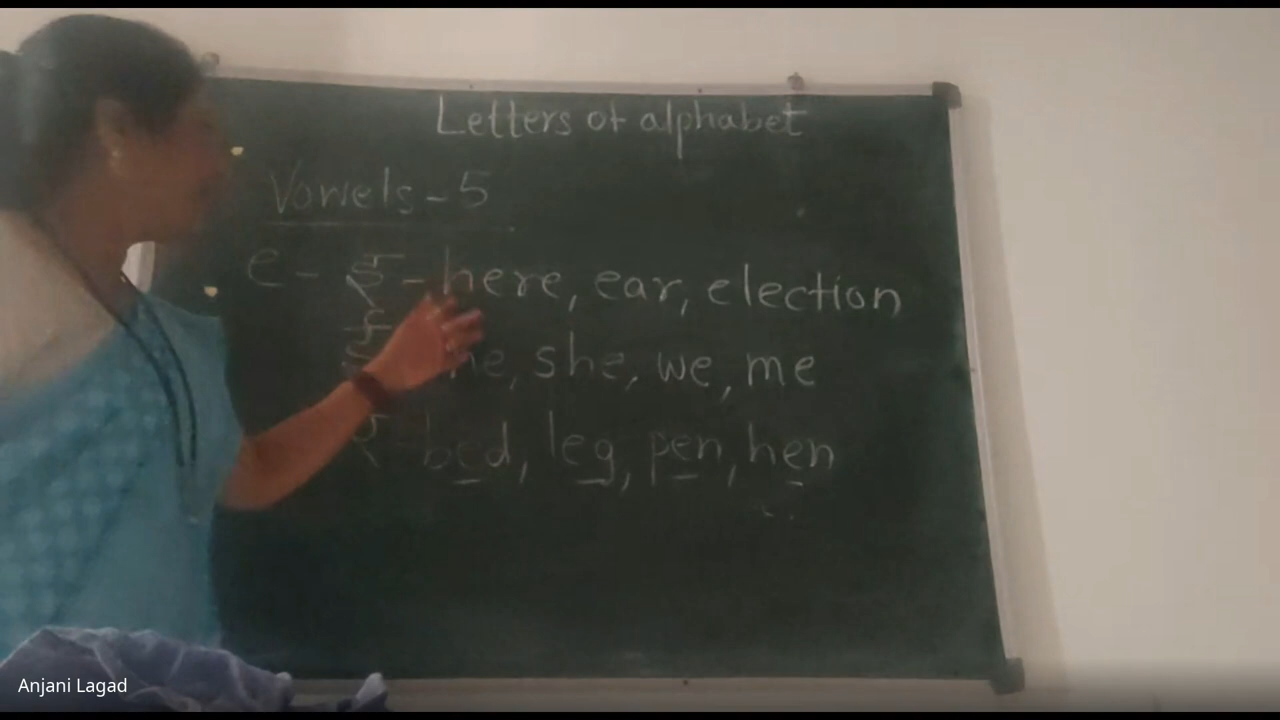 Letters of alphabet
Vowels - 5
e - इ - here, ear, election
ई he, she, we, me
ए bed, leg, pen, hen
Anjani Lagad